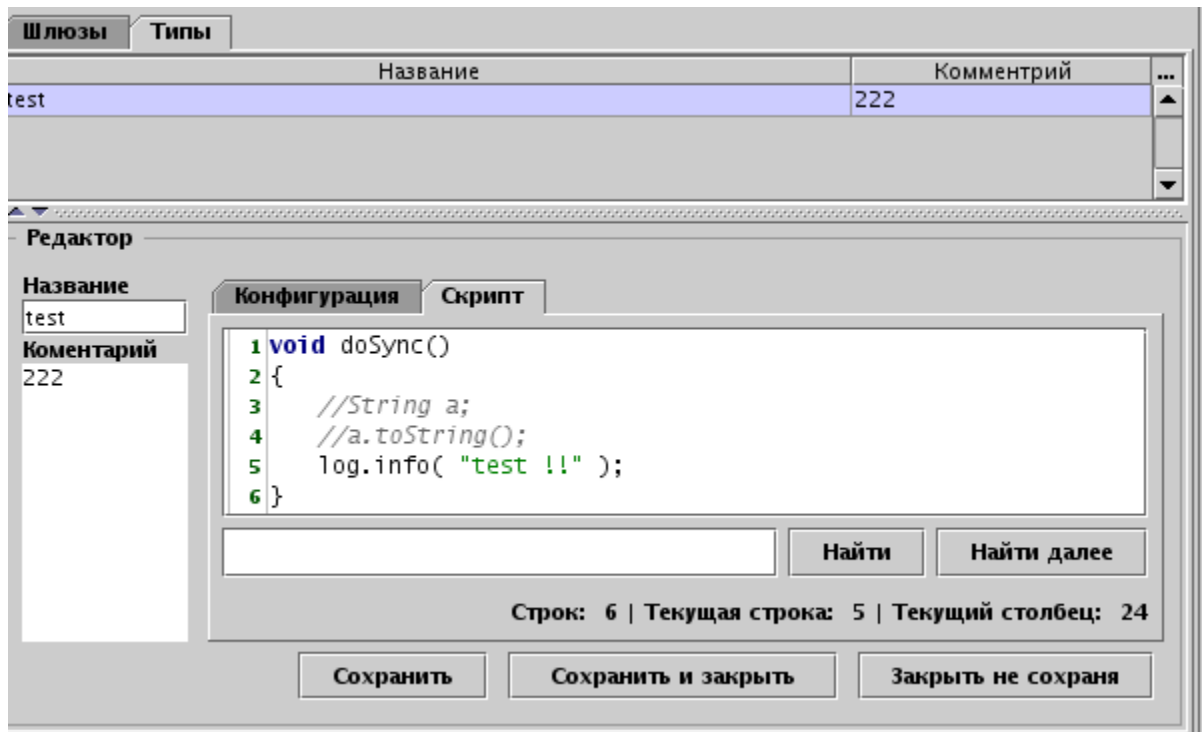 Шлюзы Типы
Название Комментрий ...
test 222
Редактор
Название
test
Коментарий
222
Конфигурация Скрипт
1 void doSync()
2 {
3 //String a;
4 //a.toString();
5 log.info( "test !!" );
6 }
Найти Найти далее
Строк: 6 | Текущая строка: 5 | Текущий столбец: 24
Сохранить Сохранить и закрыть Закрыть не сохраня